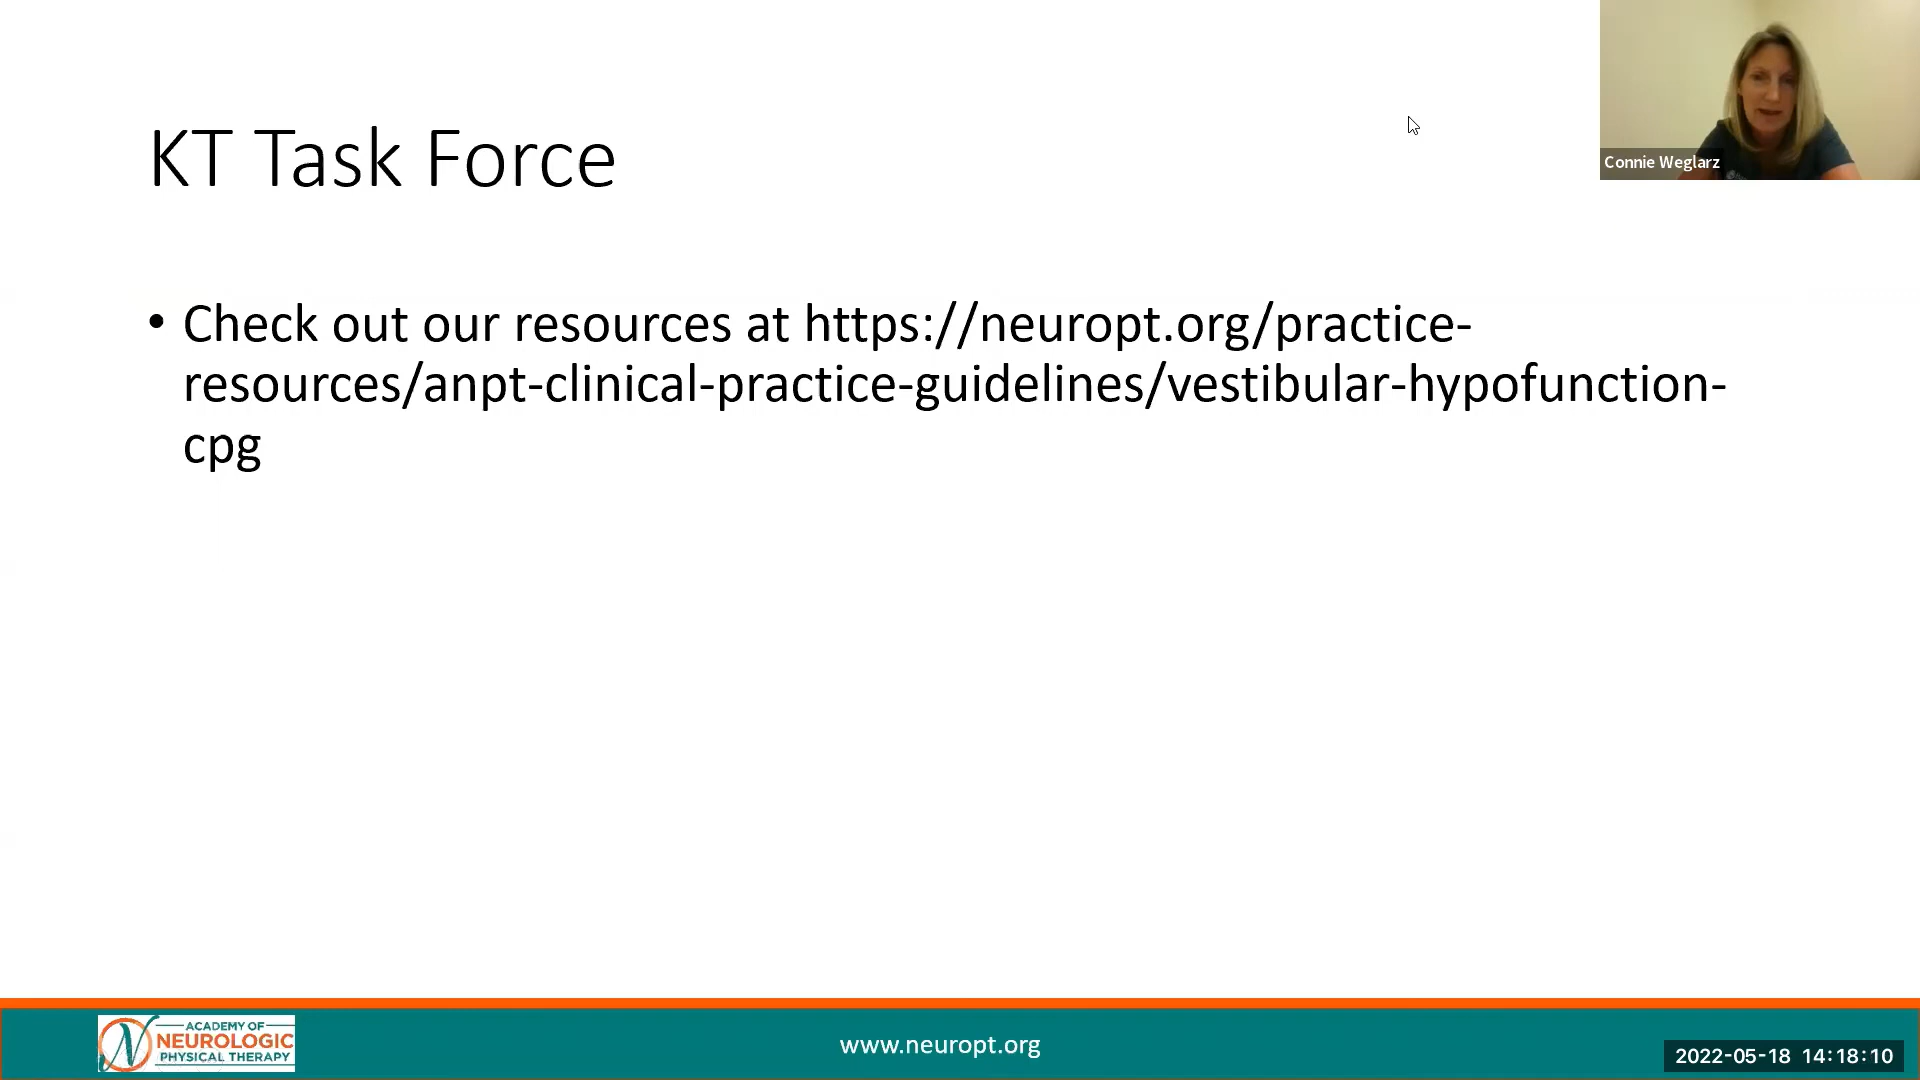 Connie Weglarz
KT Task Force
• Check out our resources at https://neuropt.org/practice-
resources/anpt-clinical-practice-guidelines/vestibular-hypofunction-
cpg
ACADEMY OF
NEUROLOGIC
PHYSICAL THERAPY
www.neuropt.org
2022-05-18 14:18:10